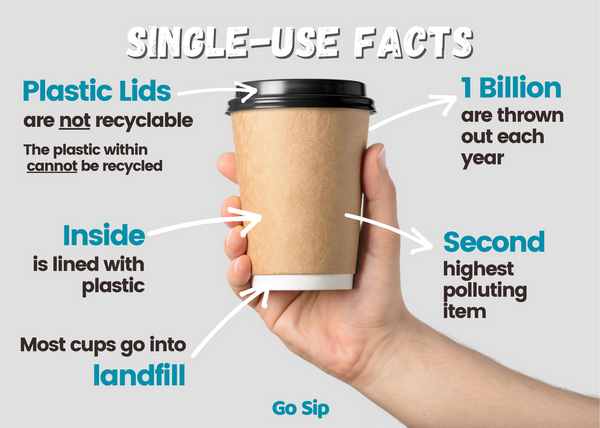 SINGLE-USE FACTS
Plastic Lids
are not recyclable
The plastic within
cannot be recycled
1 Billion
are thrown
out each
year
Inside
is lined with
plastic
Second
highest
polluting
item
Most cups go into
landfill
Go Sip